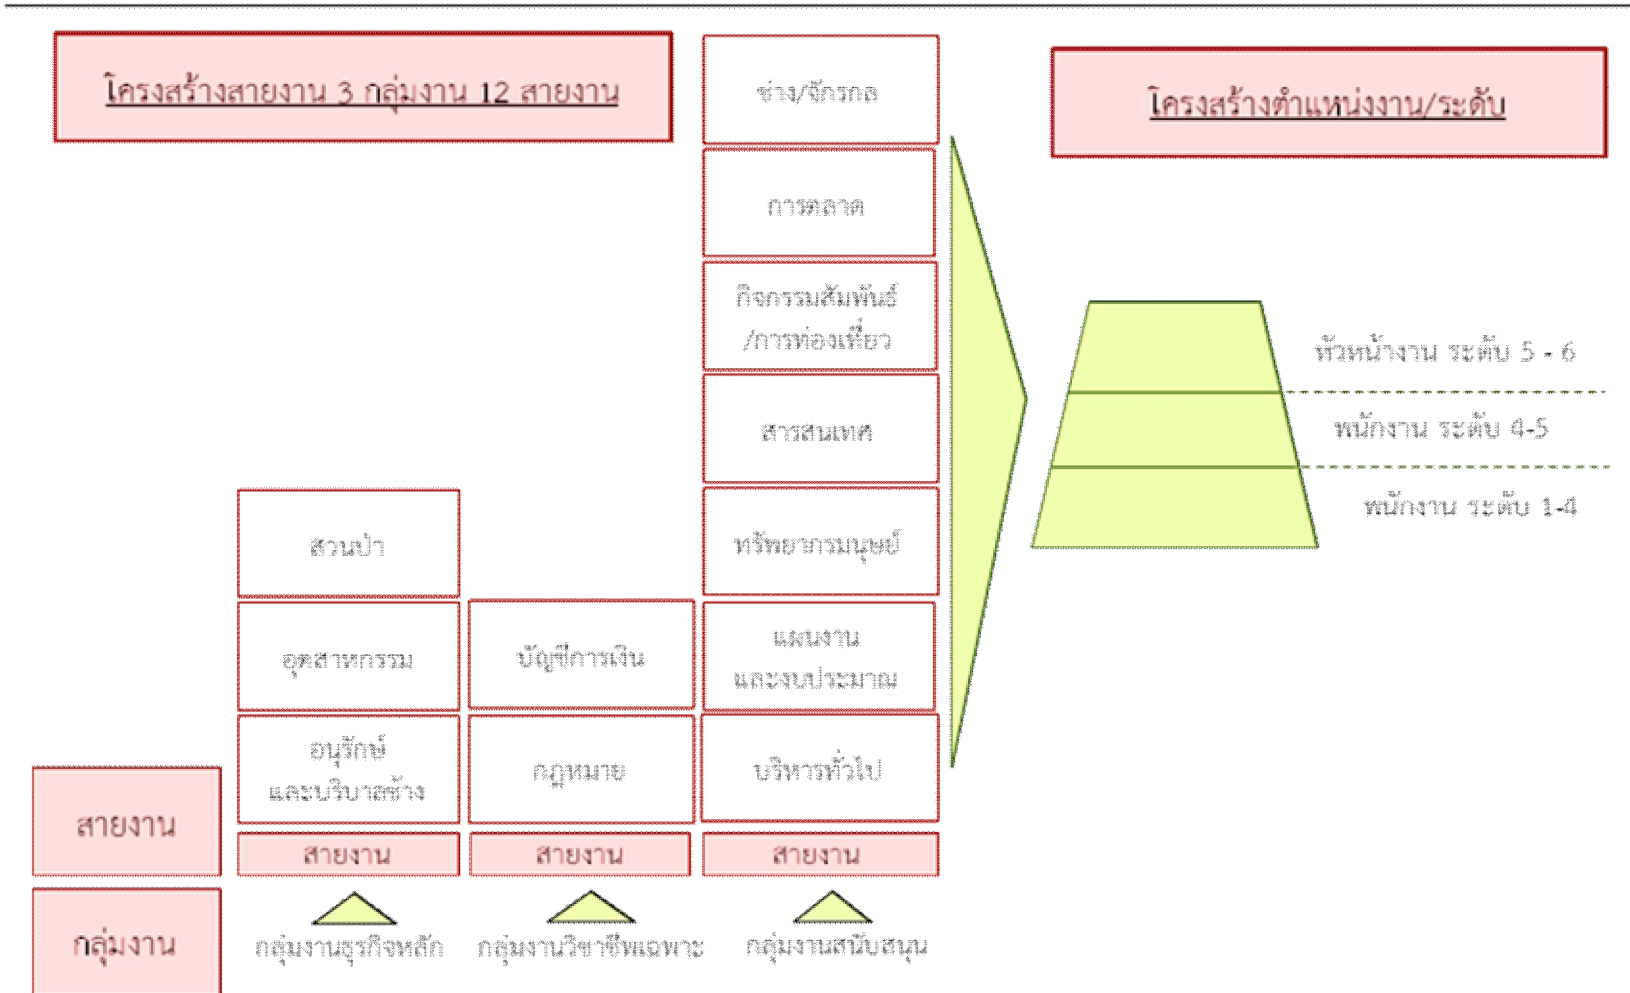 โครงสร้างสายงาน 3 กลุ่มงาน 12 สายงาน
โครงสร้างตำแหน่งงาน/ระดับ
ช่าง/จักรกล
การตลาด
กิจกรรมสัมพันธ์
/การท่องเที่ยว
สารสนเทศ
ทรัพยากรมนุษย์
แผนงาน
และงบประมาณ
บริหารทั่วไป
สวนป่า
อุตสาหกรรม
อนุรักษ์
และบริบาลช้าง
บัญชีการเงิน
กฎหมาย
หัวหน้างาน ระดับ 5 - 6
พนักงาน ระดับ 4-5
พนักงาน ระดับ 1-4
สายงาน
สายงาน
สายงาน
สายงาน
กลุ่มงาน
กลุ่มงานธุรกิจหลัก
กลุ่มงานวิชาชีพเฉพาะ
กลุ่มงานสนับสนุน